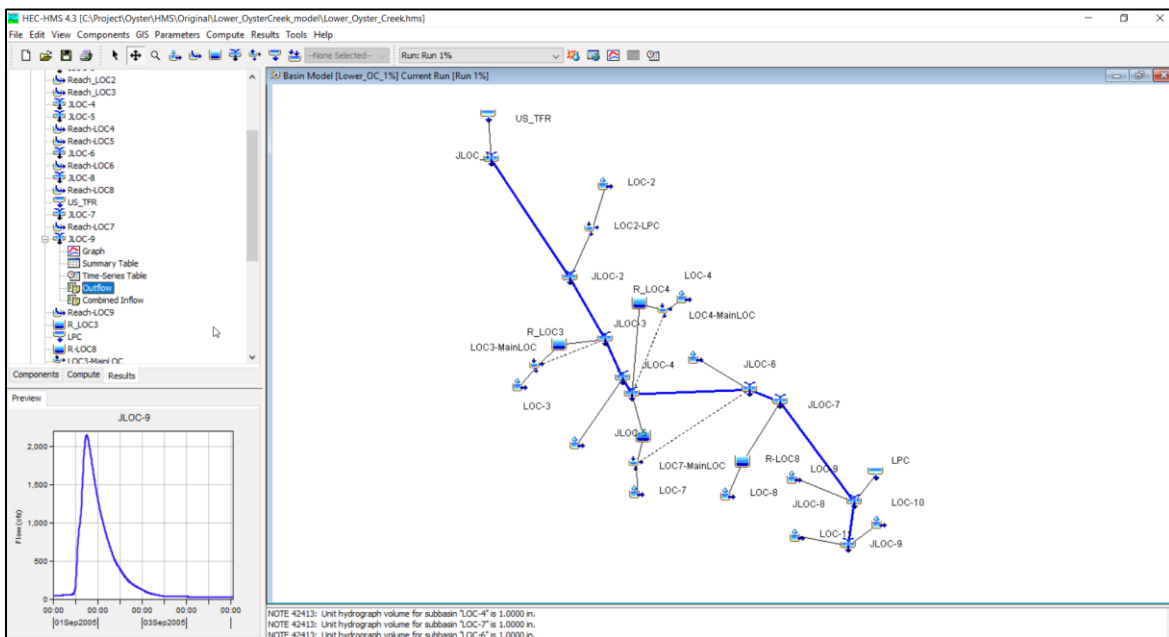 HEC-HMS 4.3 [C:\Project\Oyster\HMS\Original\Lower_OysterCreek_model\Lower_Oyster_Creek.hms]
File Edit View Components GIS Parameters Compute Results Tools Help
--None Selected-- Run: Run 1%
Basin Model [Lower_OC_1%] Current Run [Run 1%]
Reach_LOC2
Reach_LOC3
JLOC-4
JLOC-5
Reach-LOC4
Reach-LOC5
JLOC-6
Reach-LOC6
JLOC-8
Reach-LOC8
US_TFR
JLOC-7
Reach-LOC7
JLOC-9
Graph
Summary Table
Time-Series Table
Outflow
Combined Inflow
Reach-LOC9
R_LOC3
LPC
R-LOC8
LOC3-MainLOC
Components Compute Results
Preview
JLOC-9
2,000
1,500
1,000
500
0
Flow (cfs)
00:00 00:00 00:00 00:00 00:00
01Sep2005 03Sep2005
US_TFR
JLOC_
LOC-2
LOC2-LPC
JLOC-2
R_LOC4
LOC-4
LOC4-MainLOC
JLOC-3
R_LOC3
LOC3-MainLOC
JLOC-4
JLOC-6
LOC-3
JLOC-7
JLOC-5
LOC7-MainLOC
R-LOC8
LOC-9
LPC
LOC-7
LOC-8
JLOC-8
LOC-10
LOC-11
JLOC-9
NOTE 42413: Unit hydrograph volume for subbasin "LOC-4" is 1.0000 in.
NOTE 42413: Unit hydrograph volume for subbasin "LOC-7" is 1.0000 in.
NOTE 42413: Unit hydrograph volume for subbasin "LOC-6" is 1.0000 in.